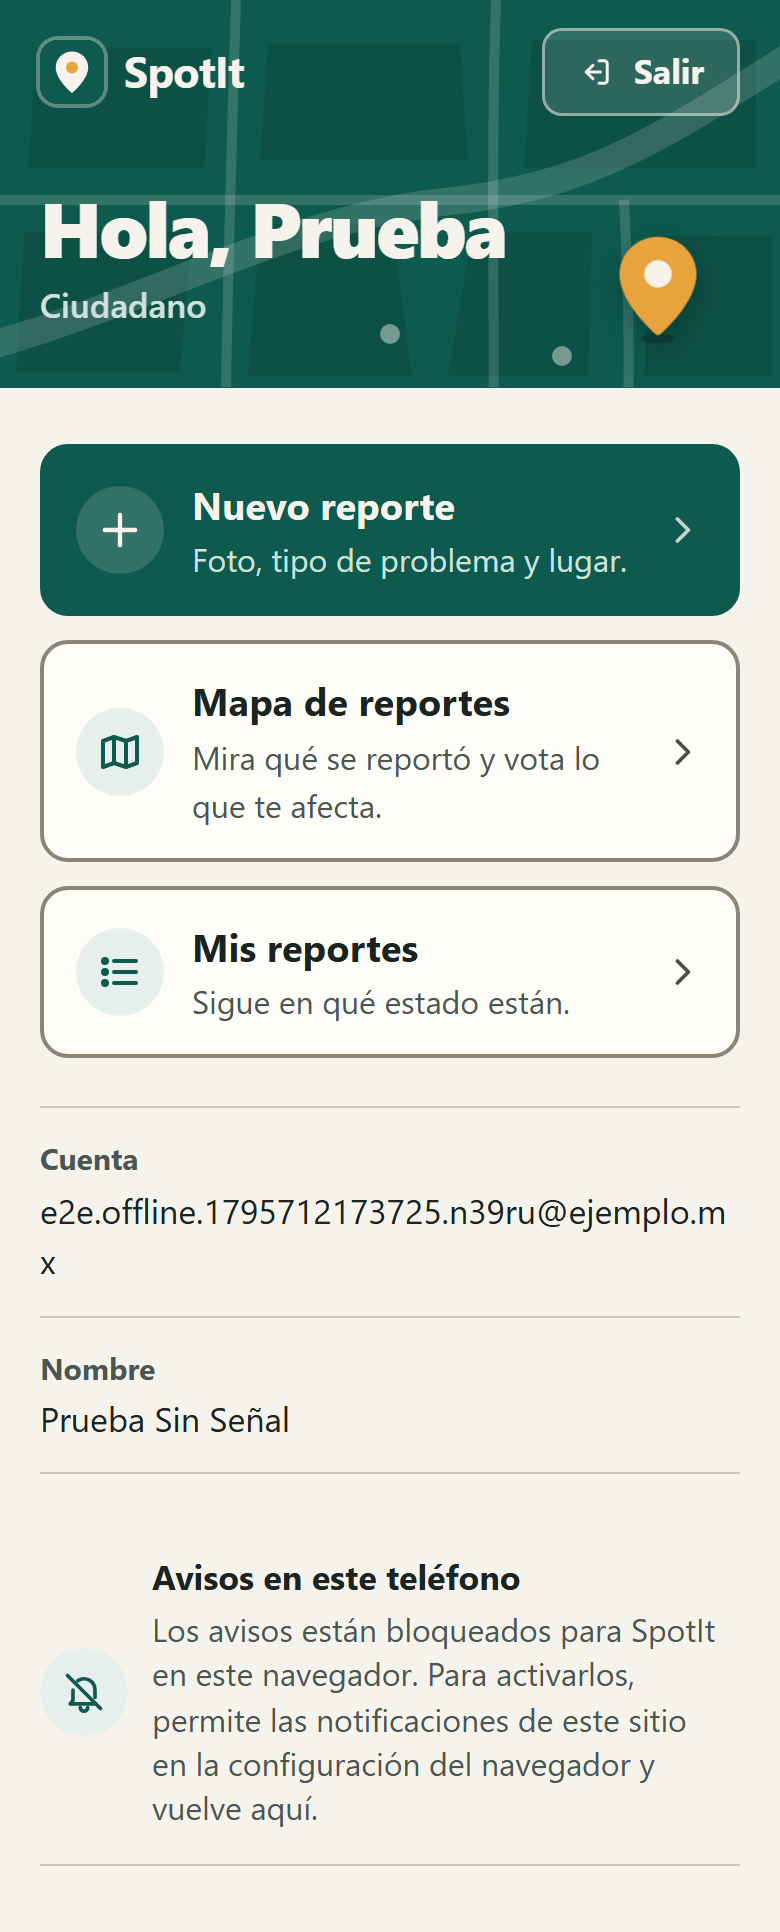 SpotIt
Salir
Hola, Prueba
Ciudadano
Nuevo reporte
Foto, tipo de problema y lugar.
Mapa de reportes
Mira qué se reportó y vota lo
que te afecta.
Mis reportes
Sigue en qué estado están.
Cuenta
e2e.offline.1795712173725.n39ru@ejemplo.m
x
Nombre
Prueba Sin Señal
Avisos en este teléfono
Los avisos están bloqueados para SpotIt
en este navegador. Para activarlos,
permite las notificaciones de este sitio
en la configuración del navegador y
vuelve aquí.